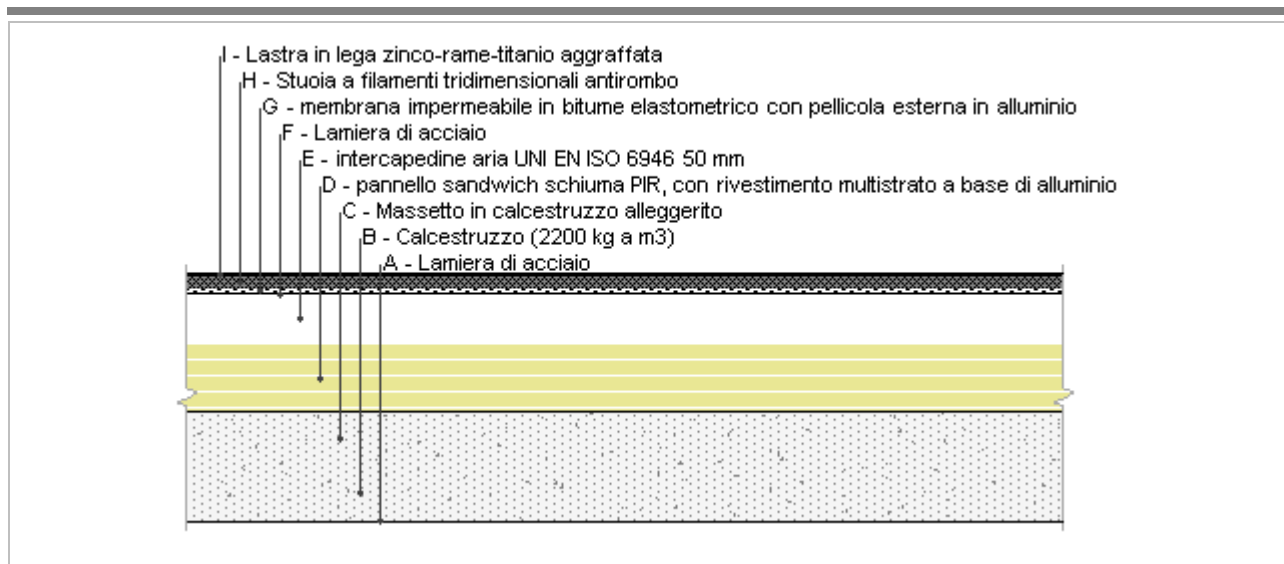 I - Lastra in lega zinco-rame-titanio aggraffata
H - Stuoia a filamenti tridimensionali antirombo
G - membrana impermeabile in bitume elastometrico con pellicola esterna in alluminio
F - Lamiera di acciaio
E - intercapedine aria UNI EN ISO 6946 50 mm
D - pannello sandwich schiuma PIR, con rivestimento multistrato a base di alluminio
C - Massetto in calcestruzzo alleggerito
B - Calcestruzzo (2200 kg a m3)
A - Lamiera di acciaio